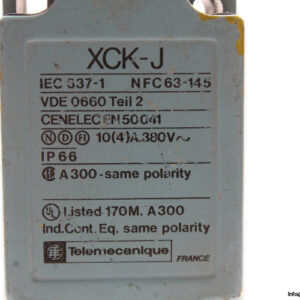 XCK-J
IEC 337-1 NFC 63-145
VDE 0660 Teil 2
CENELEC EN 50041
N D F 10(4)A.380V~
IP 66
A 300 - same polarity
UL Listed 170M. A300
Ind. Cont. Eq. same polarity
Telemecanique
FRANCE